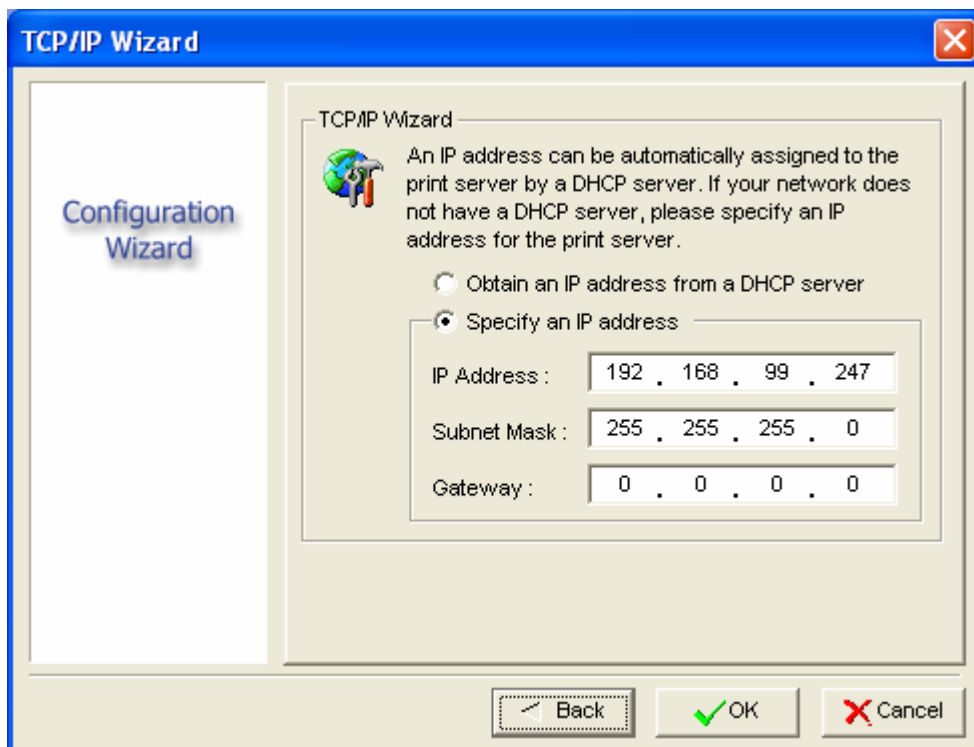 TCP/IP Wizard
Configuration
Wizard
TCP/IP Wizard
An IP address can be automatically assigned to the
print server by a DHCP server. If your network does
not have a DHCP server, please specify an IP
address for the print server.
Obtain an IP address from a DHCP server
Specify an IP address
IP Address : 192 . 168 . 99 . 247
Subnet Mask : 255 . 255 . 255 . 0
Gateway : 0 . 0 . 0 . 0
< Back OK Cancel